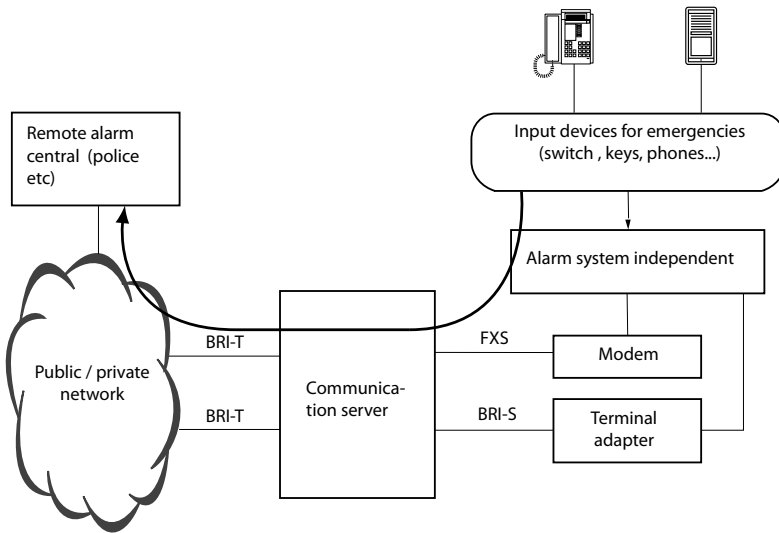 Remote alarm
central (police
etc)
Input devices for emergencies
(switch , keys, phones...)
Alarm system independent
BRI-T
FXS
Modem
Public / private
network
Communica-
tion server
BRI-T
BRI-S
Terminal
adapter